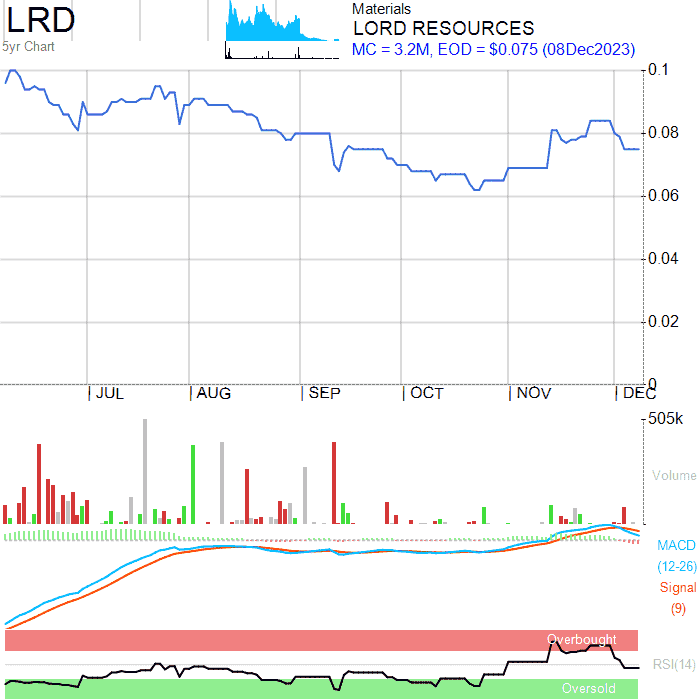 LRD
5yr Chart
Materials
LORD RESOURCES
MC = 3.2M, EOD = $0.075 (08Dec2023)
0.1
0.08
0.06
0.04
0.02
0
JUL AUG SEP OCT NOV DEC
505k
Volume
MACD
(12-26)
Signal
(9)
Overbought
RSI(14)
Oversold